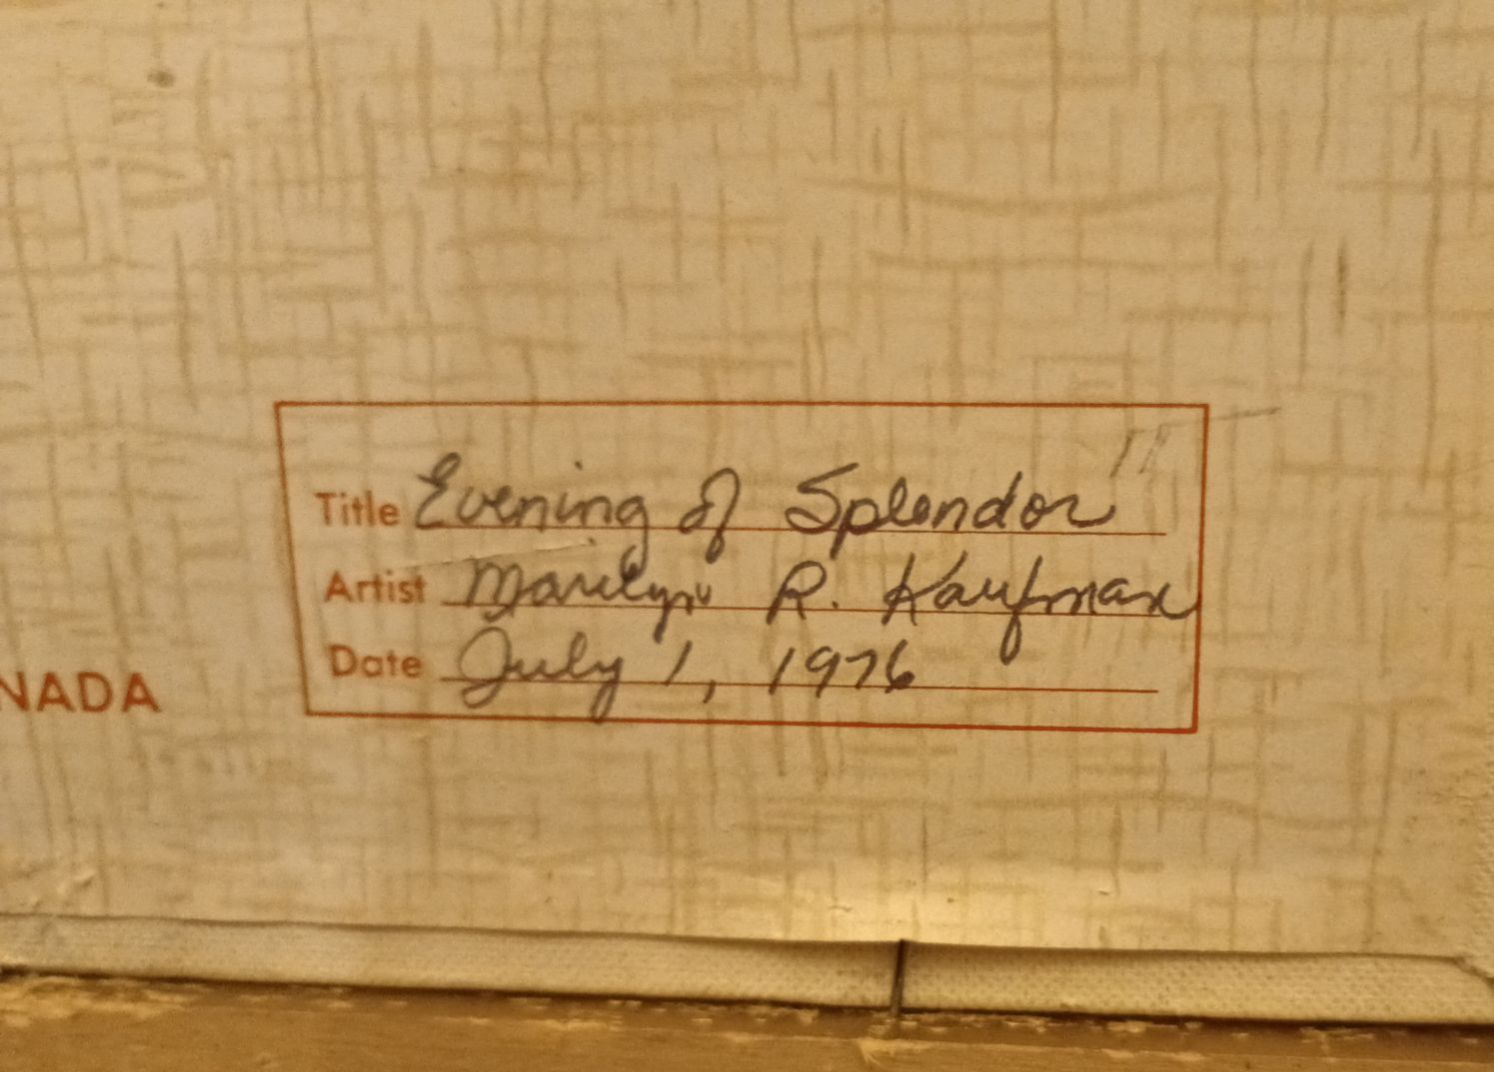 Title Evening of Splendor
Artist Marilyn R. Kaufman
Date July 1, 1976
NADA